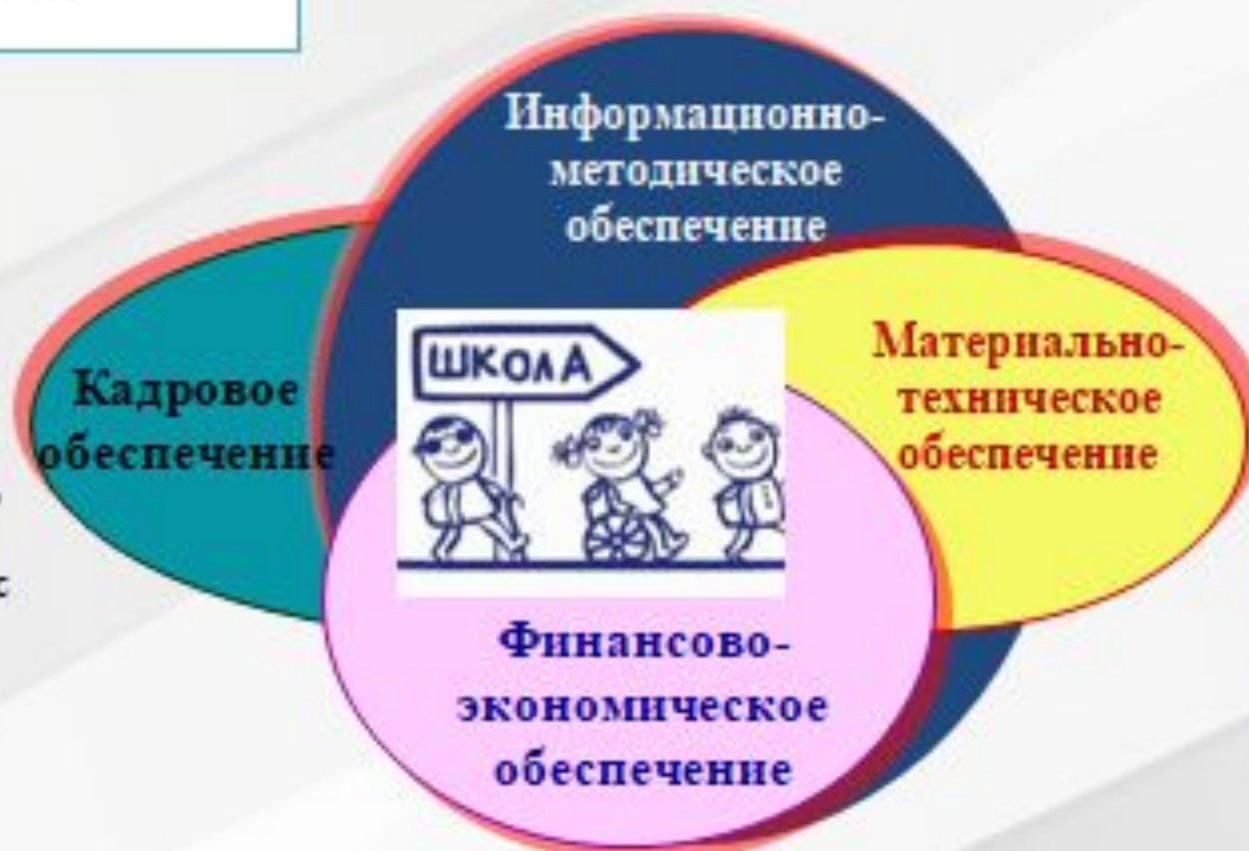 Информационно-
методическое
обеспечение
Кадровое
обеспечение
ШКОЛА
Материально-
техническое
обеспечение
Финансово-
экономическое
обеспечение